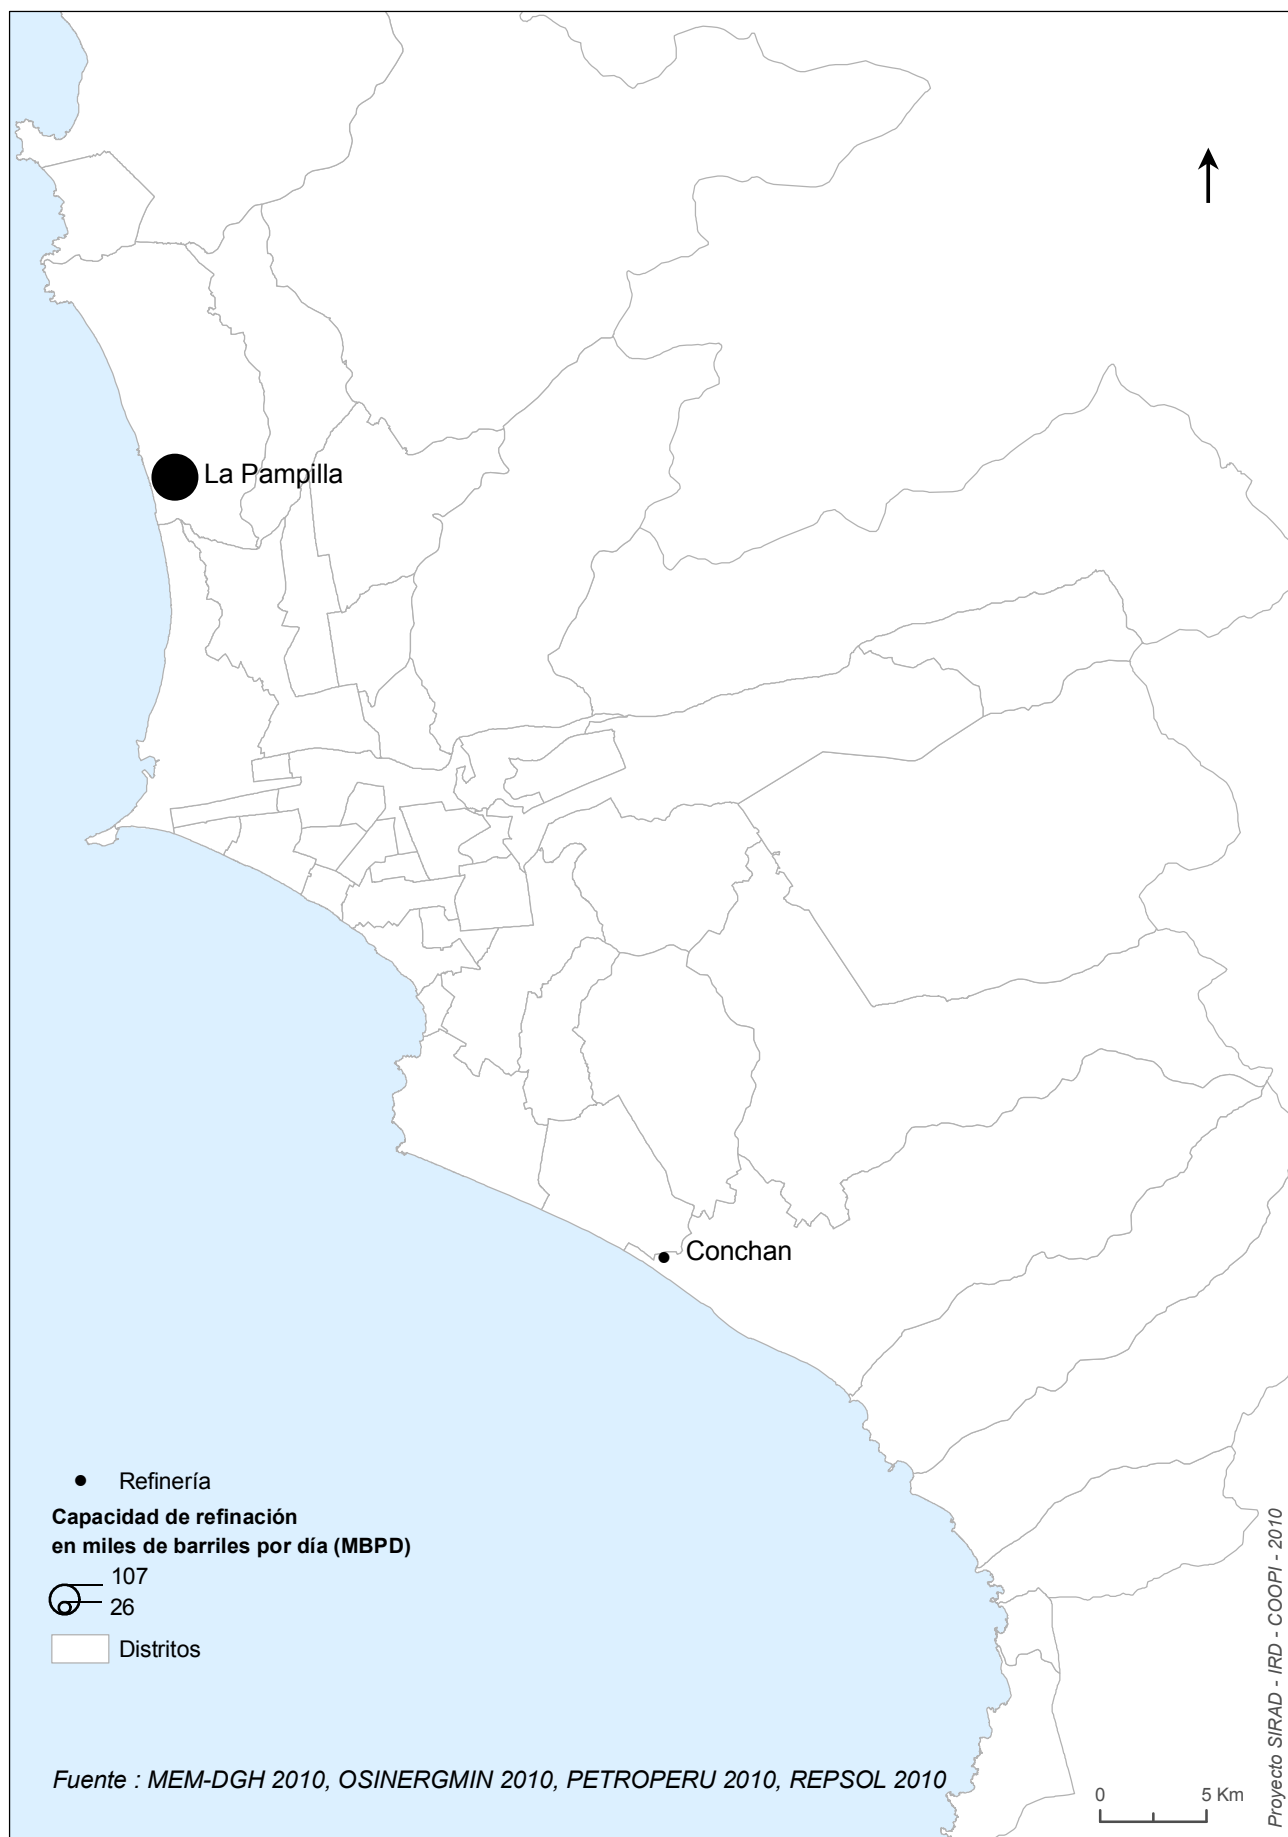 La Pampilla
Conchan
Refinería
Capacidad de refinación
en miles de barriles por día (MBPD)
107
26
Distritos
Fuente : MEM-DGH 2010, OSINERGMIN 2010, PETROPERU 2010, REPSOL 2010
0 5 Km
Proyecto SIRAD - IRD - COOPI - 2010